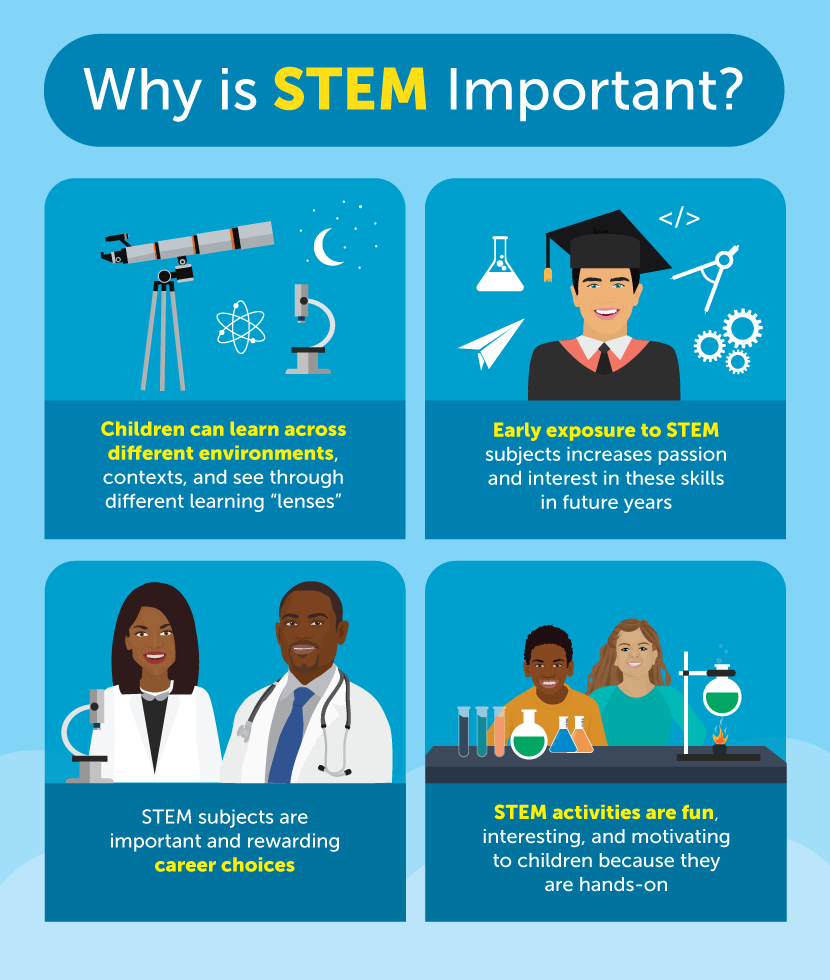 Why is STEM Important?
</>
Children can learn across
different environments,
contexts, and see through
different learning “lenses”
Early exposure to STEM
subjects increases passion
and interest in these skills
in future years
STEM subjects are
important and rewarding
career choices
STEM activities are fun,
interesting, and motivating
to children because they
are hands-on